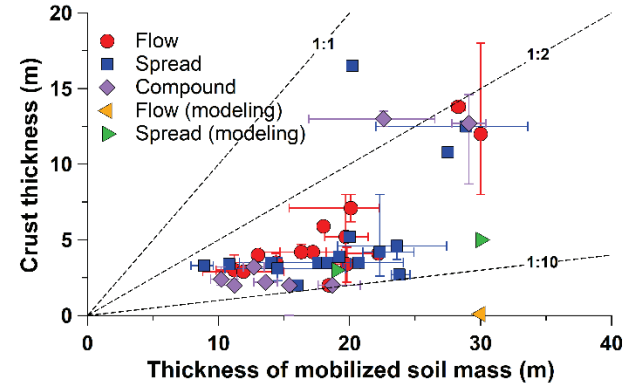 20
15
10
5
0
Crust thickness (m)
Flow
Spread
Compound
Flow (modeling)
Spread (modeling)
1:1
1:2
1:10
0 10 20 30 40
Thickness of mobilized soil mass (m)